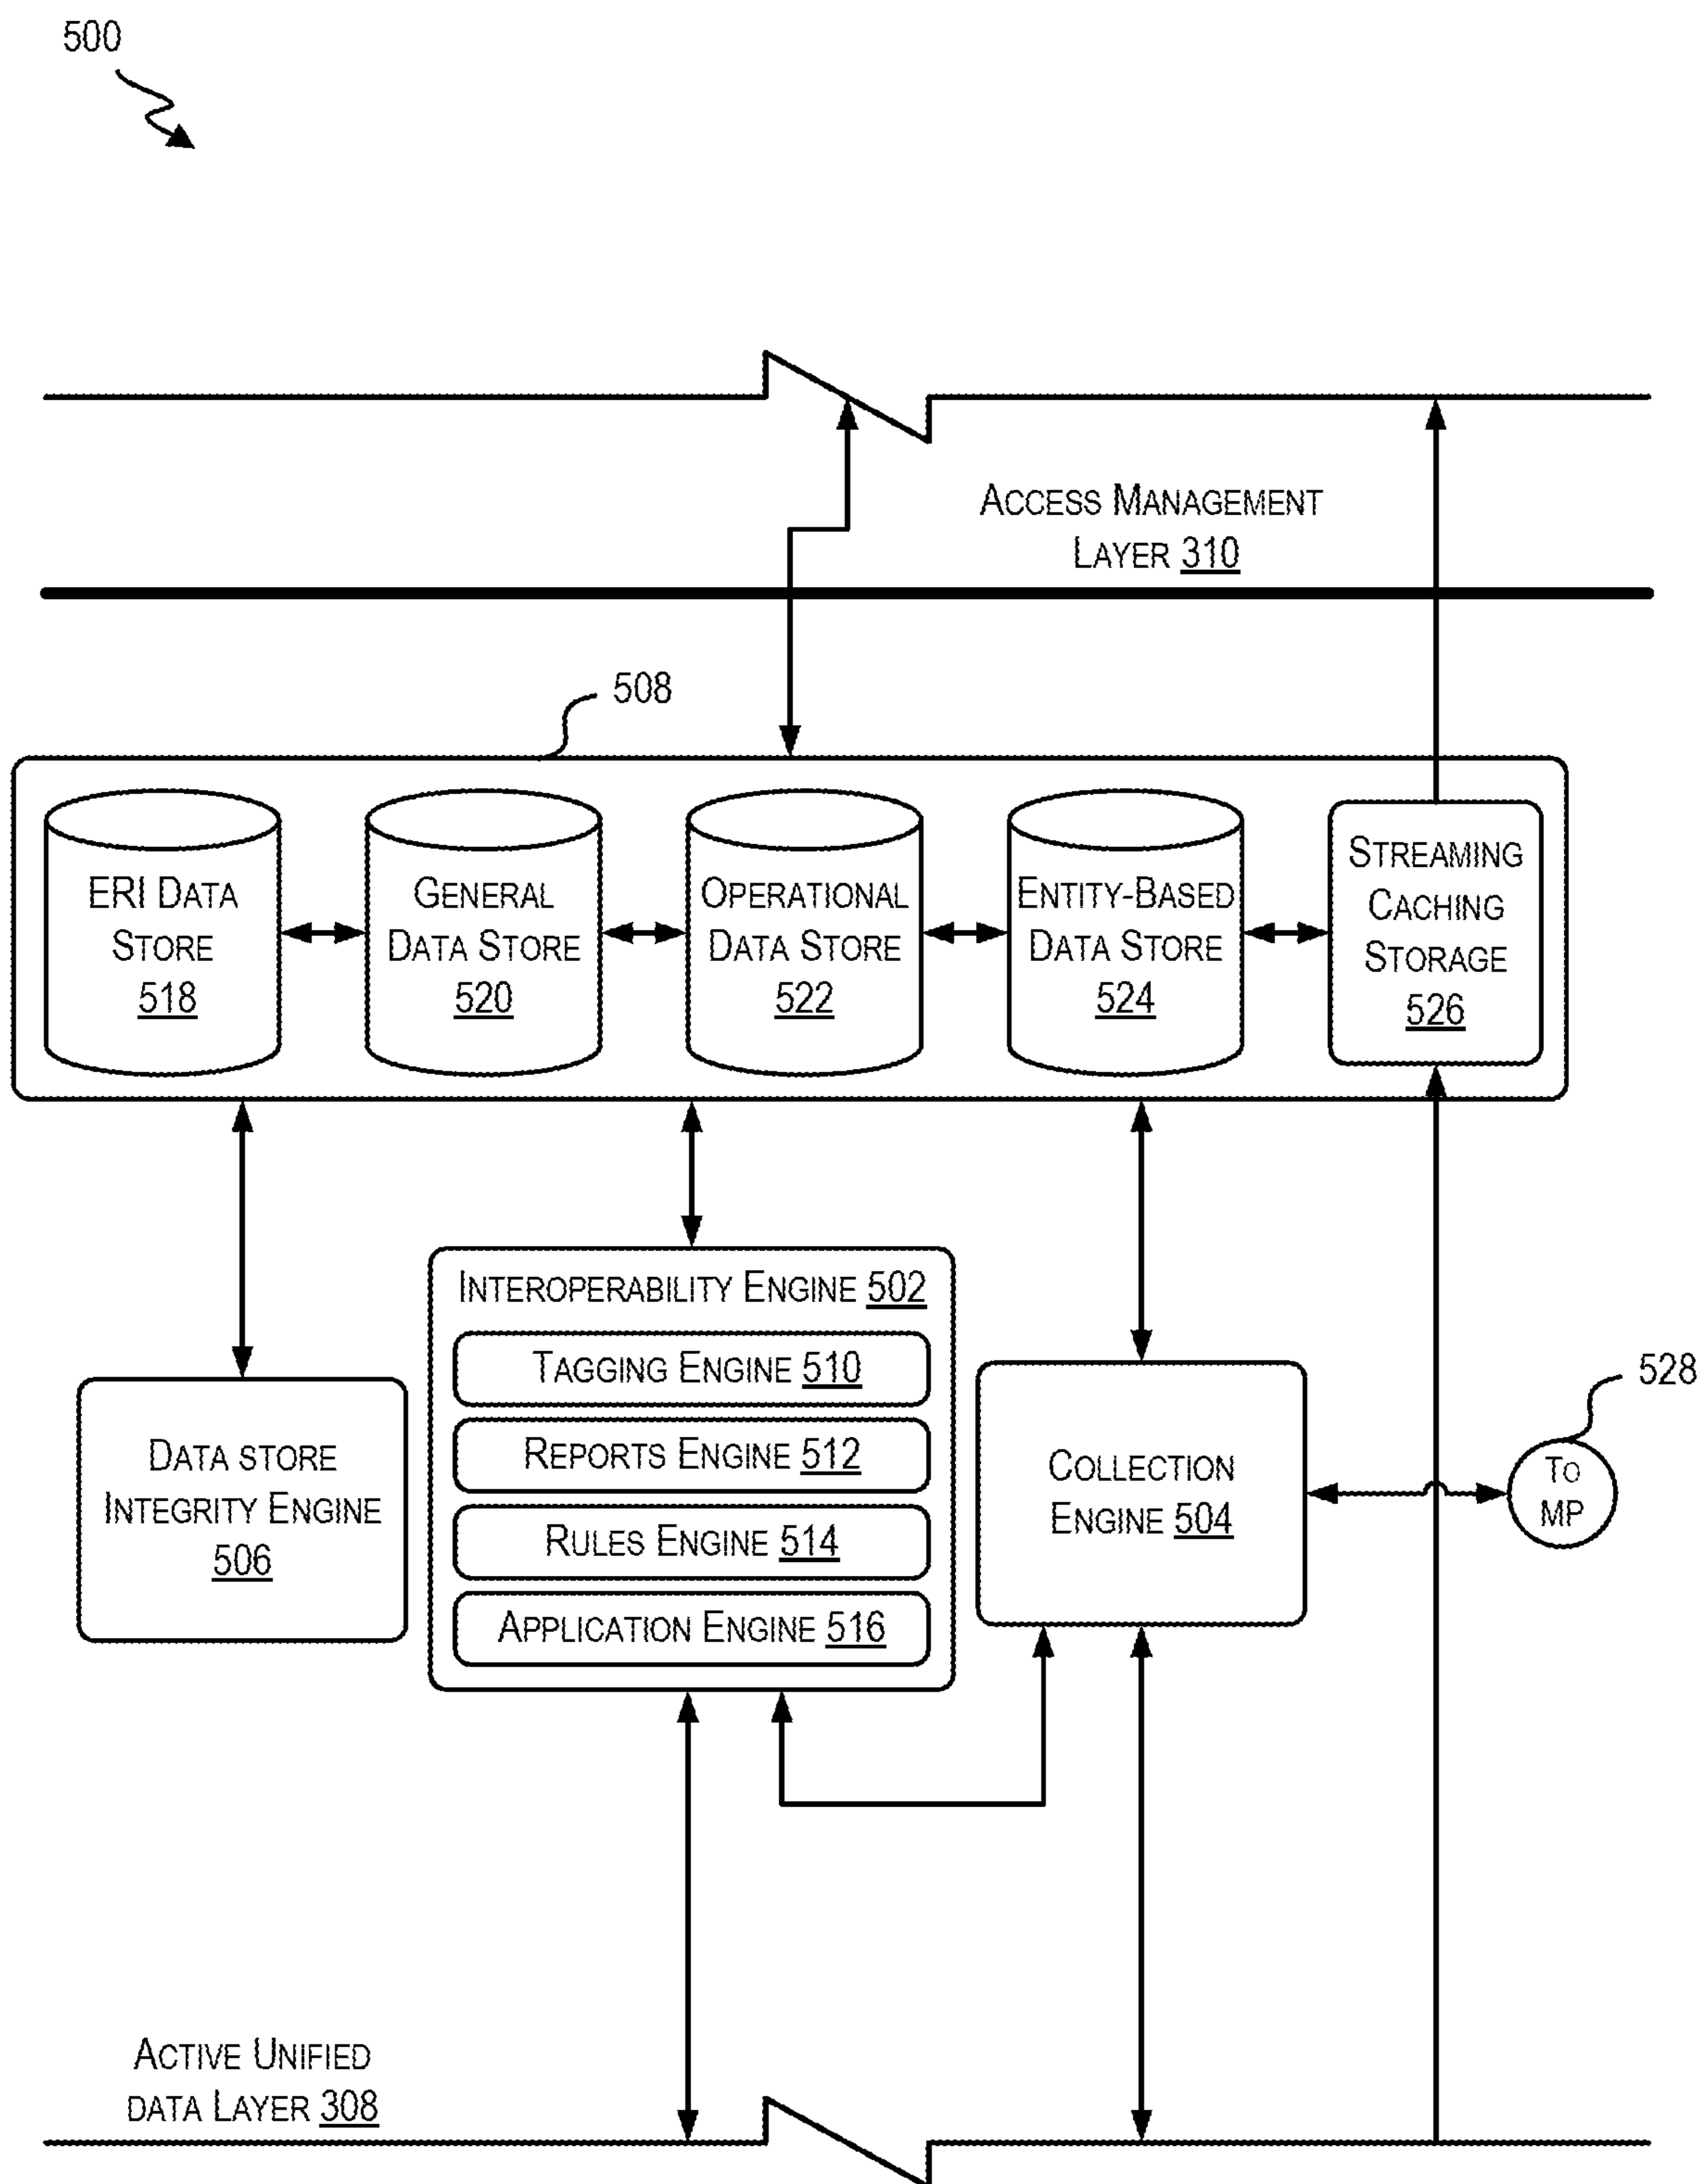 500
ACCESS MANAGEMENT
LAYER 310
508
ERI DATA
STORE
518
GENERAL
DATA STORE
520
OPERATIONAL
DATA STORE
522
ENTITY-BASED
DATA STORE
524
STREAMING
CACHING
STORAGE
526
INTEROPERABILITY ENGINE 502
TAGGING ENGINE 510
REPORTS ENGINE 512
RULES ENGINE 514
APPLICATION ENGINE 516
DATA STORE
INTEGRITY ENGINE
506
COLLECTION
ENGINE 504
528
TO
MP
ACTIVE UNIFIED
DATA LAYER 308